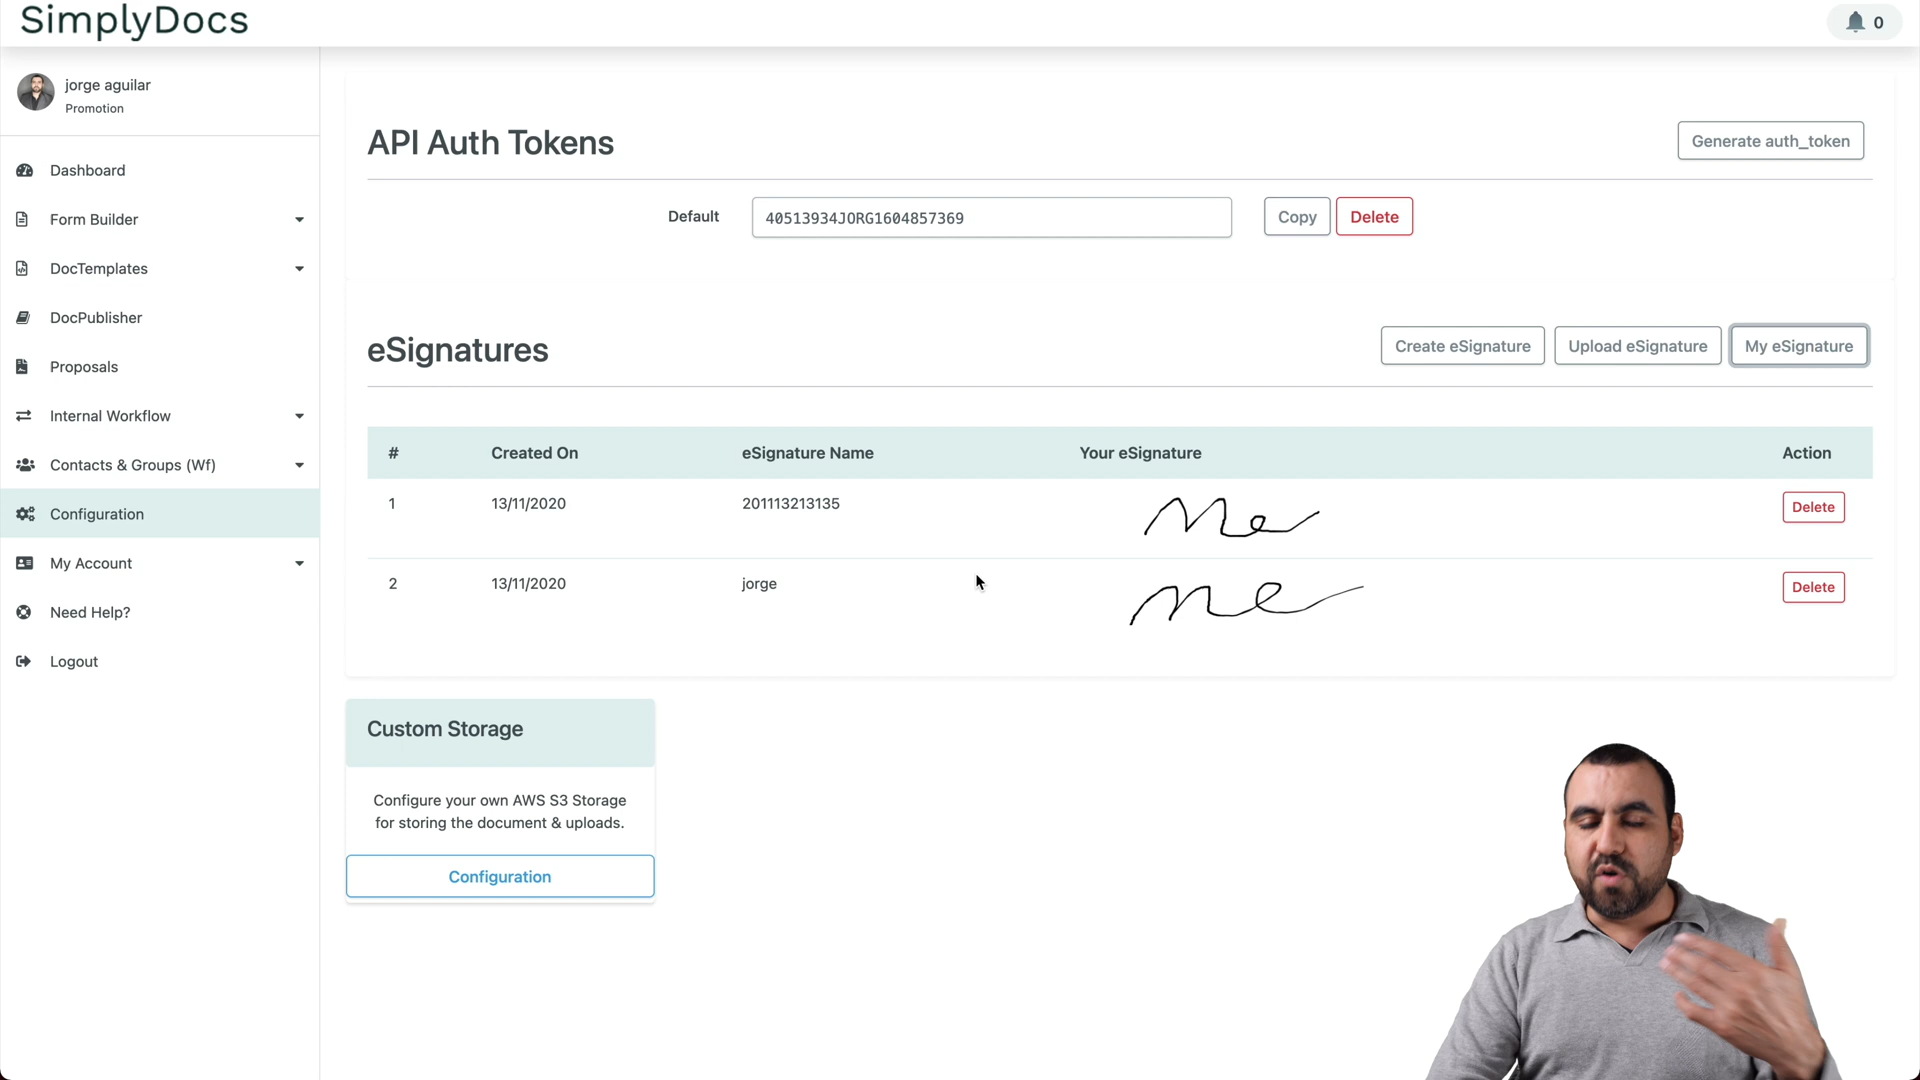 SimplyDocs
0
jorge aguilar
Promotion
Dashboard
Form Builder
DocTemplates
DocPublisher
Proposals
Internal Workflow
Contacts & Groups (Wf)
Configuration
My Account
Need Help?
Logout
API Auth Tokens
Generate auth_token
Default
40513934JORG1604857369
Copy
Delete
eSignatures
Create eSignature
Upload eSignature
My eSignature
# Created On eSignature Name Your eSignature Action
1 13/11/2020 201113213135 Me Delete
2 13/11/2020 jorge me Delete
Custom Storage
Configure your own AWS S3 Storage
for storing the document & uploads.
Configuration